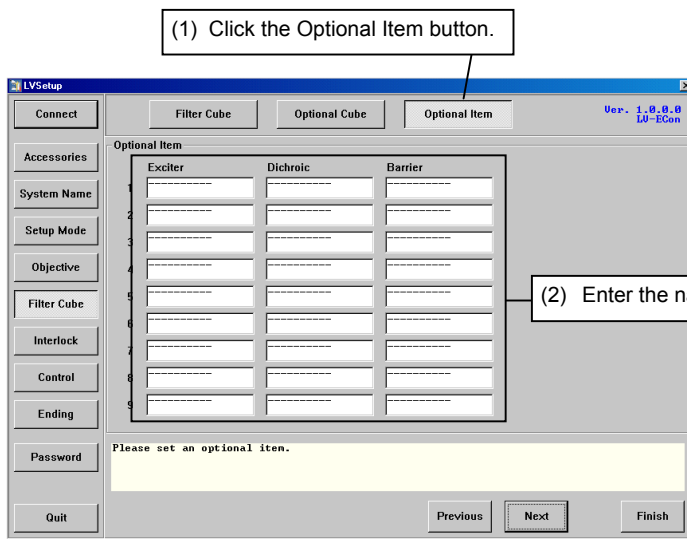 (1) Click the Optional Item button.
LVSetup
Connect
Filter Cube
Optional Cube
Optional Item
Ver. 1.0.0.0
LV-ECon
Accessories
System Name
Setup Mode
Objective
Filter Cube
Interlock
Control
Ending
Password
Quit
Optional Item
Exciter Dichroic Barrier
1 ---------- ---------- ----------
2 ---------- ---------- ----------
3 ---------- ---------- ----------
4 ---------- ---------- ----------
5 ---------- ---------- ----------
6 ---------- ---------- ----------
7 ---------- ---------- ----------
8 ---------- ---------- ----------
9 ---------- ---------- ----------
(2) Enter the
Please set an optional item.
Previous
Next
Finish